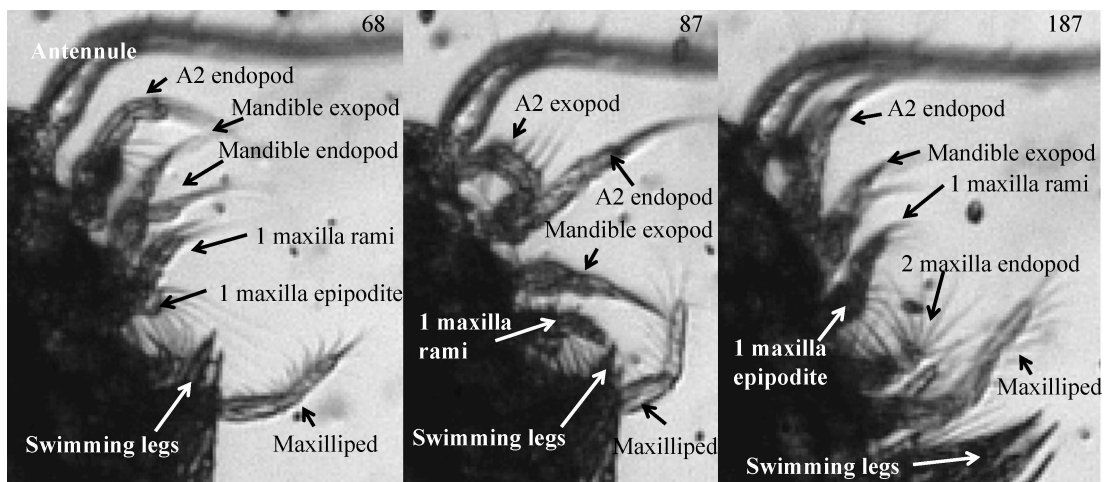 68
Antennule
A2 endopod
Mandible exopod
Mandible endopod
1 maxilla rami
1 maxilla epipodite
Swimming legs
Maxilliped
87
A2 exopod
A2 endopod
Mandible exopod
1 maxilla
rami
Swimming legs
Maxilliped
187
A2 endopod
Mandible exopod
1 maxilla rami
2 maxilla endopod
1 maxilla
epipodite
Maxilliped
Swimming legs